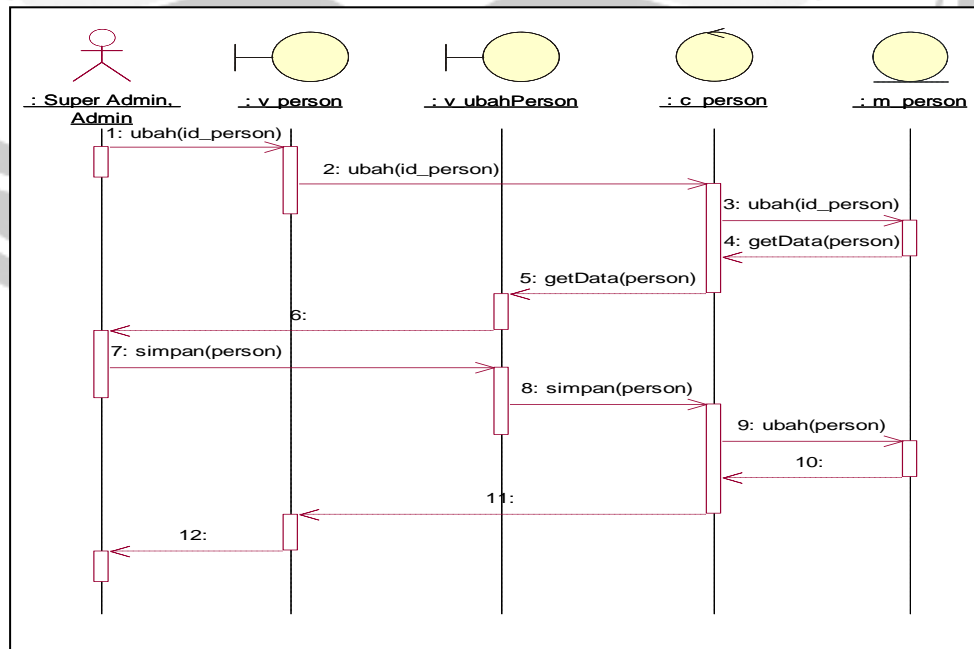 : Super Admin,
Admin
: v_person
: v_ubahPerson
: c_person
: m_person
1: ubah(id_person)
2: ubah(id_person)
3: ubah(id_person)
4: getData(person)
5: getData(person)
6:
7: simpan(person)
8: simpan(person)
9: ubah(person)
10:
11:
12: